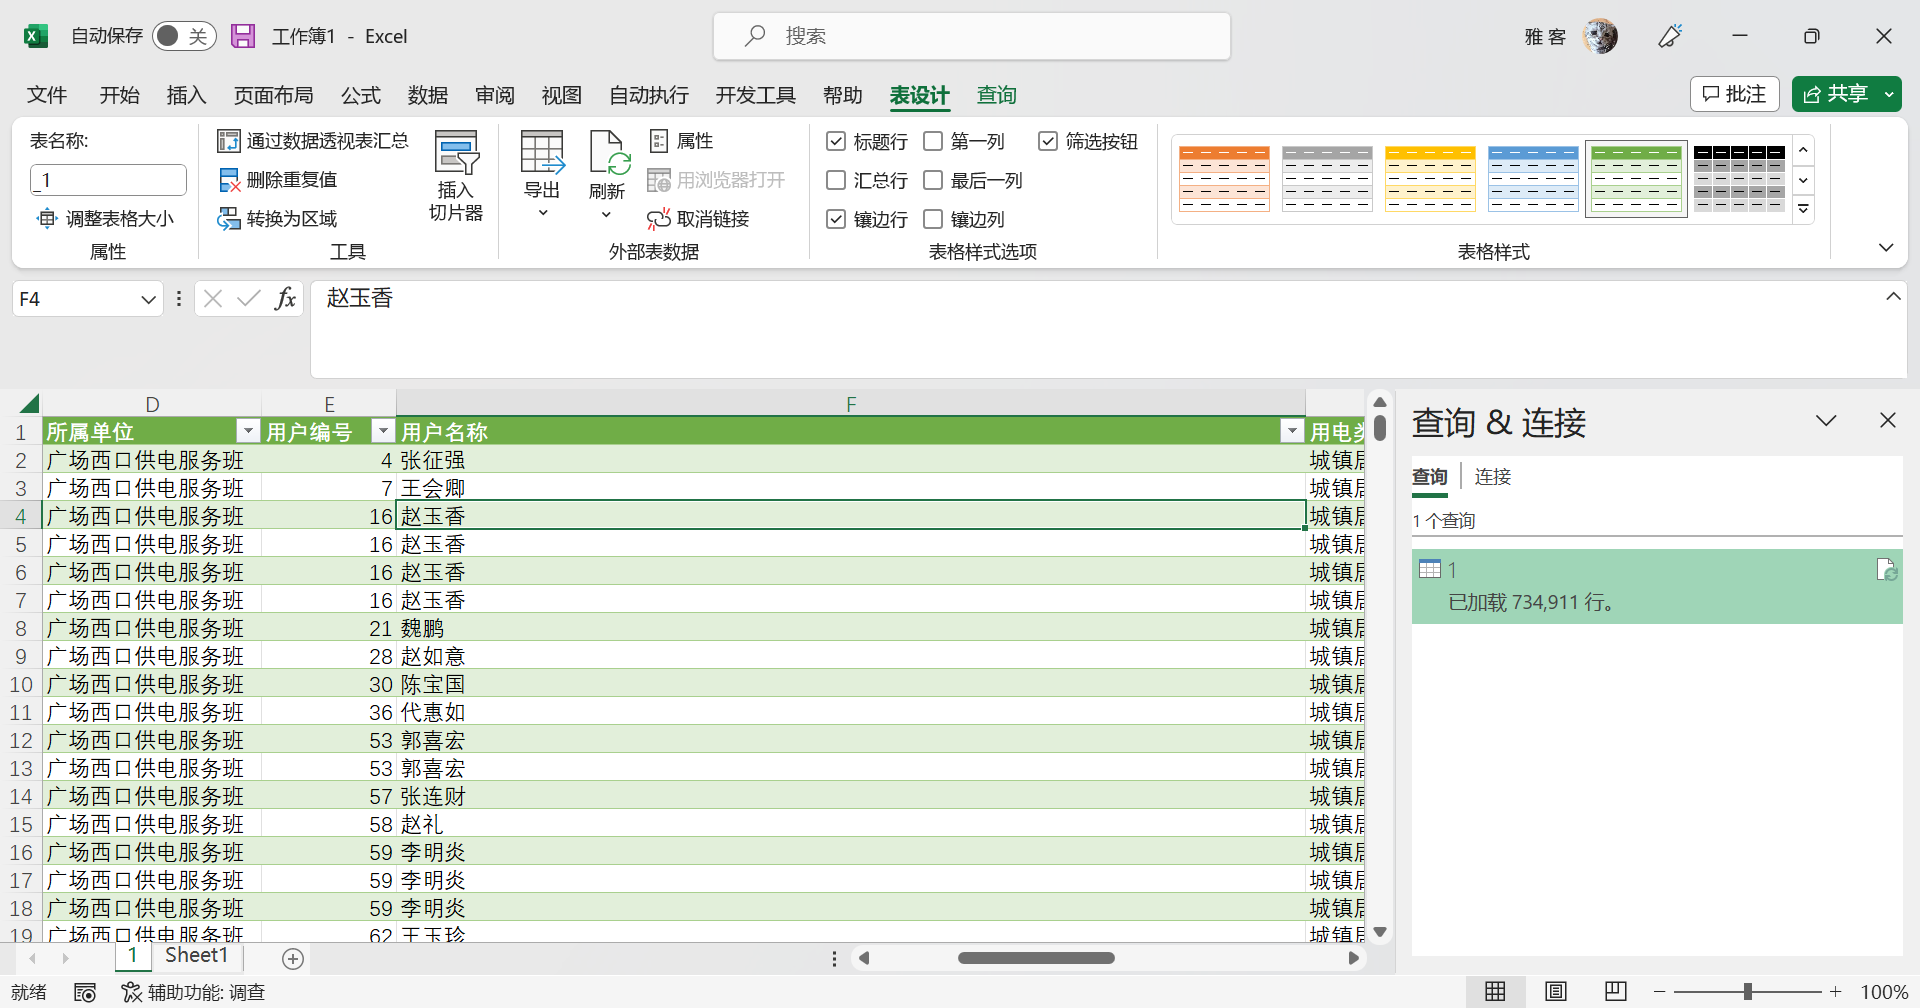 自动保存 关 工作簿1 - Excel 搜索 雅 客
文件 开始 插入 页面布局 公式 数据 审阅 视图 自动执行 开发工具 帮助 表设计 查询 批注 共享
表名称:
_1
调整表格大小
属性
通过数据透视表汇总
删除重复值
转换为区域
插入
切片器
工具
导出
刷新
属性
用浏览器打开
取消链接
外部表数据
标题行 第一列 筛选按钮
汇总行 最后一列
镶边行 镶边列
表格样式选项
表格样式
F4 fx 赵玉香
D E F
1 所属单位 用户编号 用户名称 用电类
2 广场西口供电服务班 4 张征强 城镇居
3 广场西口供电服务班 7 王会卿 城镇居
4 广场西口供电服务班 16 赵玉香 城镇居
5 广场西口供电服务班 16 赵玉香 城镇居
6 广场西口供电服务班 16 赵玉香 城镇居
7 广场西口供电服务班 16 赵玉香 城镇居
8 广场西口供电服务班 21 魏鹏 城镇居
9 广场西口供电服务班 28 赵如意 城镇居
10 广场西口供电服务班 30 陈宝国 城镇居
11 广场西口供电服务班 36 代惠如 城镇居
12 广场西口供电服务班 53 郭喜宏 城镇居
13 广场西口供电服务班 53 郭喜宏 城镇居
14 广场西口供电服务班 57 张连财 城镇居
15 广场西口供电服务班 58 赵礼 城镇居
16 广场西口供电服务班 59 李明炎 城镇居
17 广场西口供电服务班 59 李明炎 城镇居
18 广场西口供电服务班 59 李明炎 城镇居
19 广场西口供电服务班 62 王玉珍 城镇居
查询 & 连接
查询 连接
1 个查询
1
已加载 734,911 行。
1 Sheet1
就绪 辅助功能: 调查 100%